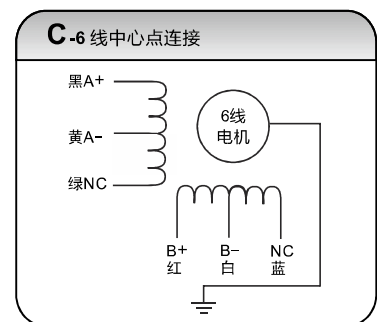 C-6 线中心点连接
黑A+
黄A-
绿NC
6线
电机
B+ B- NC
红 白 蓝